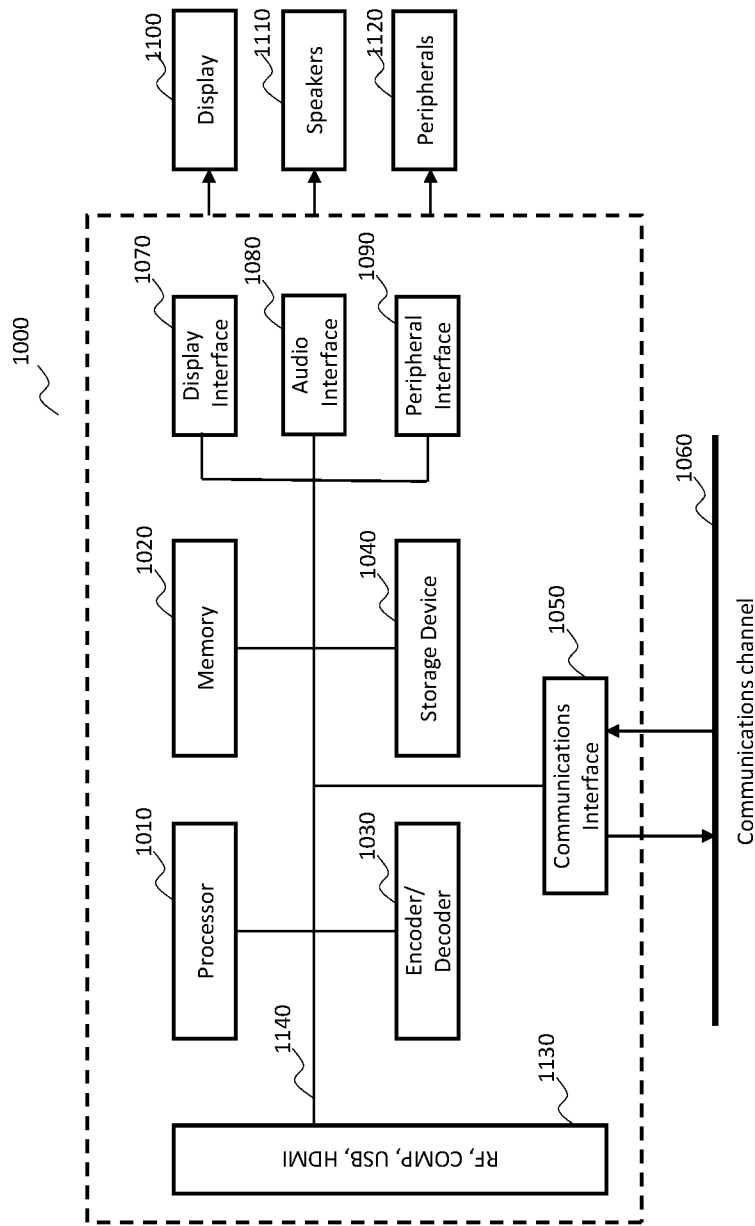 1000
1100
Display
1110
Speakers
1120
Peripherals
1070
Display
Interface
1080
Audio
Interface
1090
Peripheral
Interface
1020
Memory
1040
Storage Device
1010
Processor
1030
Encoder/
Decoder
1050
Communications
Interface
1060
Communications channel
1140
1130
RF, COMP, USB, HDMI